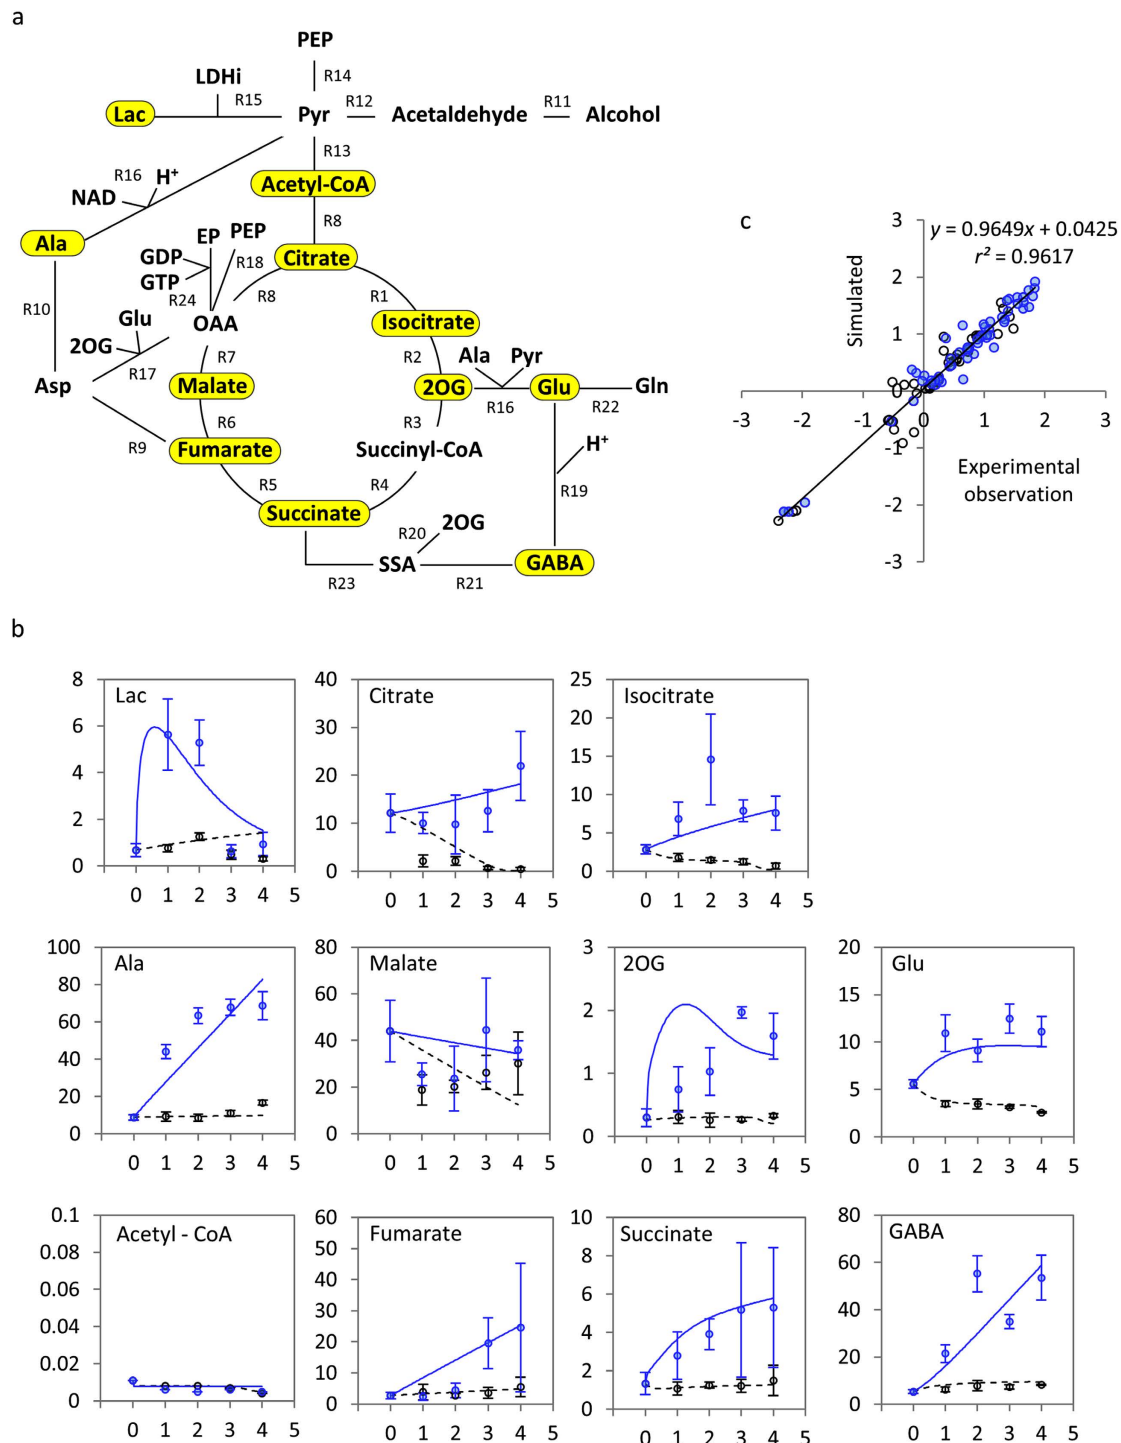 a
PEP
LDHi
R14
R15
R12
R11
Lac
Pyr
Acetaldehyde
Alcohol
R13
R16
H+
NAD
Acetyl-CoA
R8
EP
PEP
Ala
GDP
R18
Citrate
GTP
R24
R8
R1
R10
Glu
OAA
Isocitrate
2OG
R7
R2
Ala
Pyr
R17
Asp
Malate
2OG
Glu
Gln
R16
R22
R6
R3
R9
Fumarate
Succinyl-CoA
H+
R5
R4
R19
Succinate
R20
2OG
SSA
GABA
R23
R21
c
3
y = 0.9649x + 0.0425
r² = 0.9617
2
Simulated
1
0
-3
-2
-1
0
1
2
3
-1
Experimental
observation
-2
-3
b
8
Lac
6
4
2
0
0 1 2 3 4 5
40
Citrate
30
20
10
0
0 1 2 3 4 5
25
Isocitrate
20
15
10
5
0
0 1 2 3 4 5
100
Ala
80
60
40
20
0
0 1 2 3 4 5
80
Malate
60
40
20
0
0 1 2 3 4 5
3
2OG
2
1
0
0 1 2 3 4 5
20
Glu
15
10
5
0
0 1 2 3 4 5
0.1
Acetyl - CoA
0.08
0.06
0.04
0.02
0
0 1 2 3 4 5
60
Fumarate
50
40
30
20
10
0
0 1 2 3 4 5
10
Succinate
8
6
4
2
0
0 1 2 3 4 5
80
GABA
60
40
20
0
0 1 2 3 4 5